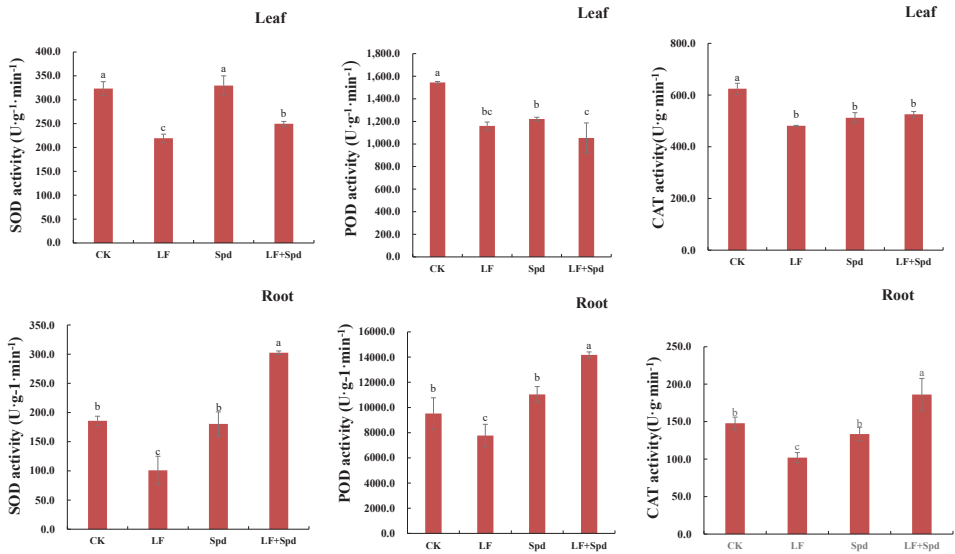 Leaf
SOD activity (U·g⁻¹·min⁻¹)
400.0
350.0
300.0
250.0
200.0
150.0
100.0
50.0
0.0
a
c
a
b
CK LF Spd LF+Spd
Leaf
POD activity (U·g⁻¹·min⁻¹)
1,800.0
1,600.0
1,400.0
1,200.0
1,000.0
800.0
600.0
400.0
200.0
0.0
a
bc
b
c
CK LF Spd LF+Spd
Leaf
CAT activity(U·g·min⁻¹)
800.0
600.0
400.0
200.0
0.0
a
b
b
b
CK LF Spd LF+Spd
Root
SOD activity (U·g-1·min⁻¹)
350.0
300.0
250.0
200.0
150.0
100.0
50.0
0.0
b
c
b
a
CK LF Spd LF+Spd
Root
POD activity (U·g-1·min⁻¹)
16000.0
14000.0
12000.0
10000.0
8000.0
6000.0
4000.0
2000.0
0.0
b
c
b
a
CK LF Spd LF+Spd
Root
CAT activity(U·g·min⁻¹)
250.0
200.0
150.0
100.0
50.0
0.0
b
c
b
a
CK LF Spd LF+Spd